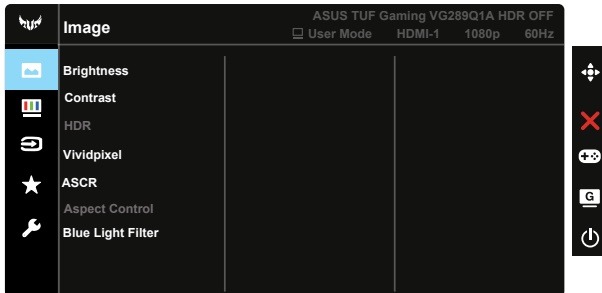 ASUS TUF Gaming VG289Q1A HDR OFF
Image
User Mode HDMI-1 1080p 60Hz
Brightness
Contrast
HDR
Vividpixel
ASCR
Aspect Control
Blue Light Filter
G